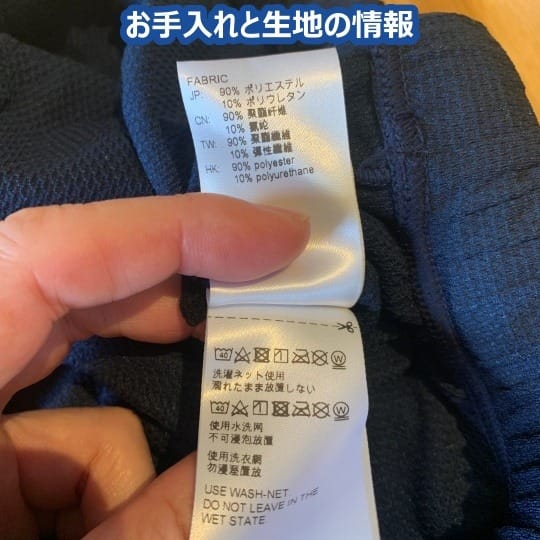 お手入れと生地の情報
FABRIC
JP: 90% ポリエステル
10% ポリウレタン
CN: 90% 聚酯纤维
10% 氨纶
TW: 90% 聚酯纖維
10% 弹性纖維
HK: 90% polyester
10% polyurethane
40 W
洗濯ネット使用
濡れたまま放置しない
40 W
使用水洗网
不可浸泡放置
使用洗衣網
勿浸至置放
USE WASH-NET.
DO NOT LEAVE IN THE
WET STATE.